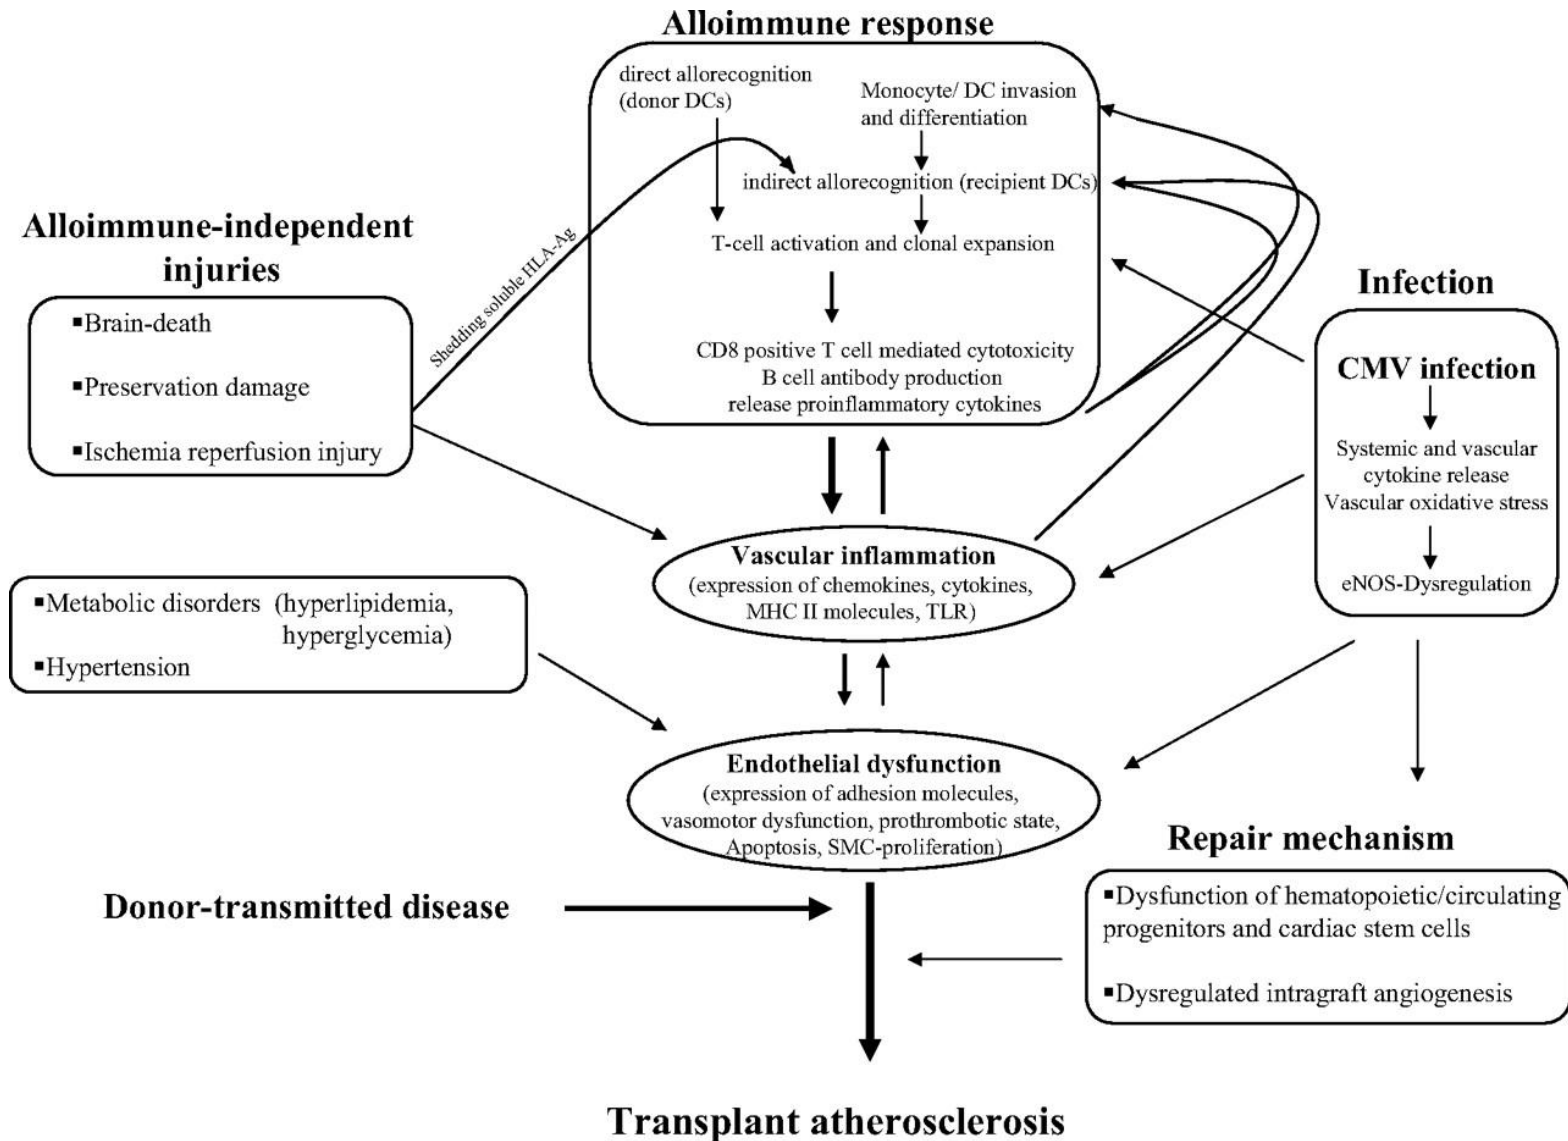 Alloimmune response
direct allorecognition
(donor DCs)
Monocyte/ DC invasion
and differentiation
indirect allorecognition (recipient DCs)
T-cell activation and clonal expansion
CD8 positive T cell mediated cytotoxicity
B cell antibody production
release proinflammatory cytokines
Alloimmune-independent
injuries
▪Brain-death
▪Preservation damage
▪Ischemia reperfusion injury
Shedding soluble HLA-Ag
Infection
CMV infection
Systemic and vascular
cytokine release
Vascular oxidative stress
eNOS-Dysregulation
Vascular inflammation
(expression of chemokines, cytokines,
MHC II molecules, TLR)
▪Metabolic disorders (hyperlipidemia,
hyperglycemia)
▪Hypertension
Endothelial dysfunction
(expression of adhesion molecules,
vasomotor dysfunction, prothrombotic state,
Apoptosis, SMC-proliferation)
Repair mechanism
▪Dysfunction of hematopoietic/circulating
progenitors and cardiac stem cells
▪Dysregulated intragraft angiogenesis
Donor-transmitted disease
Transplant atherosclerosis